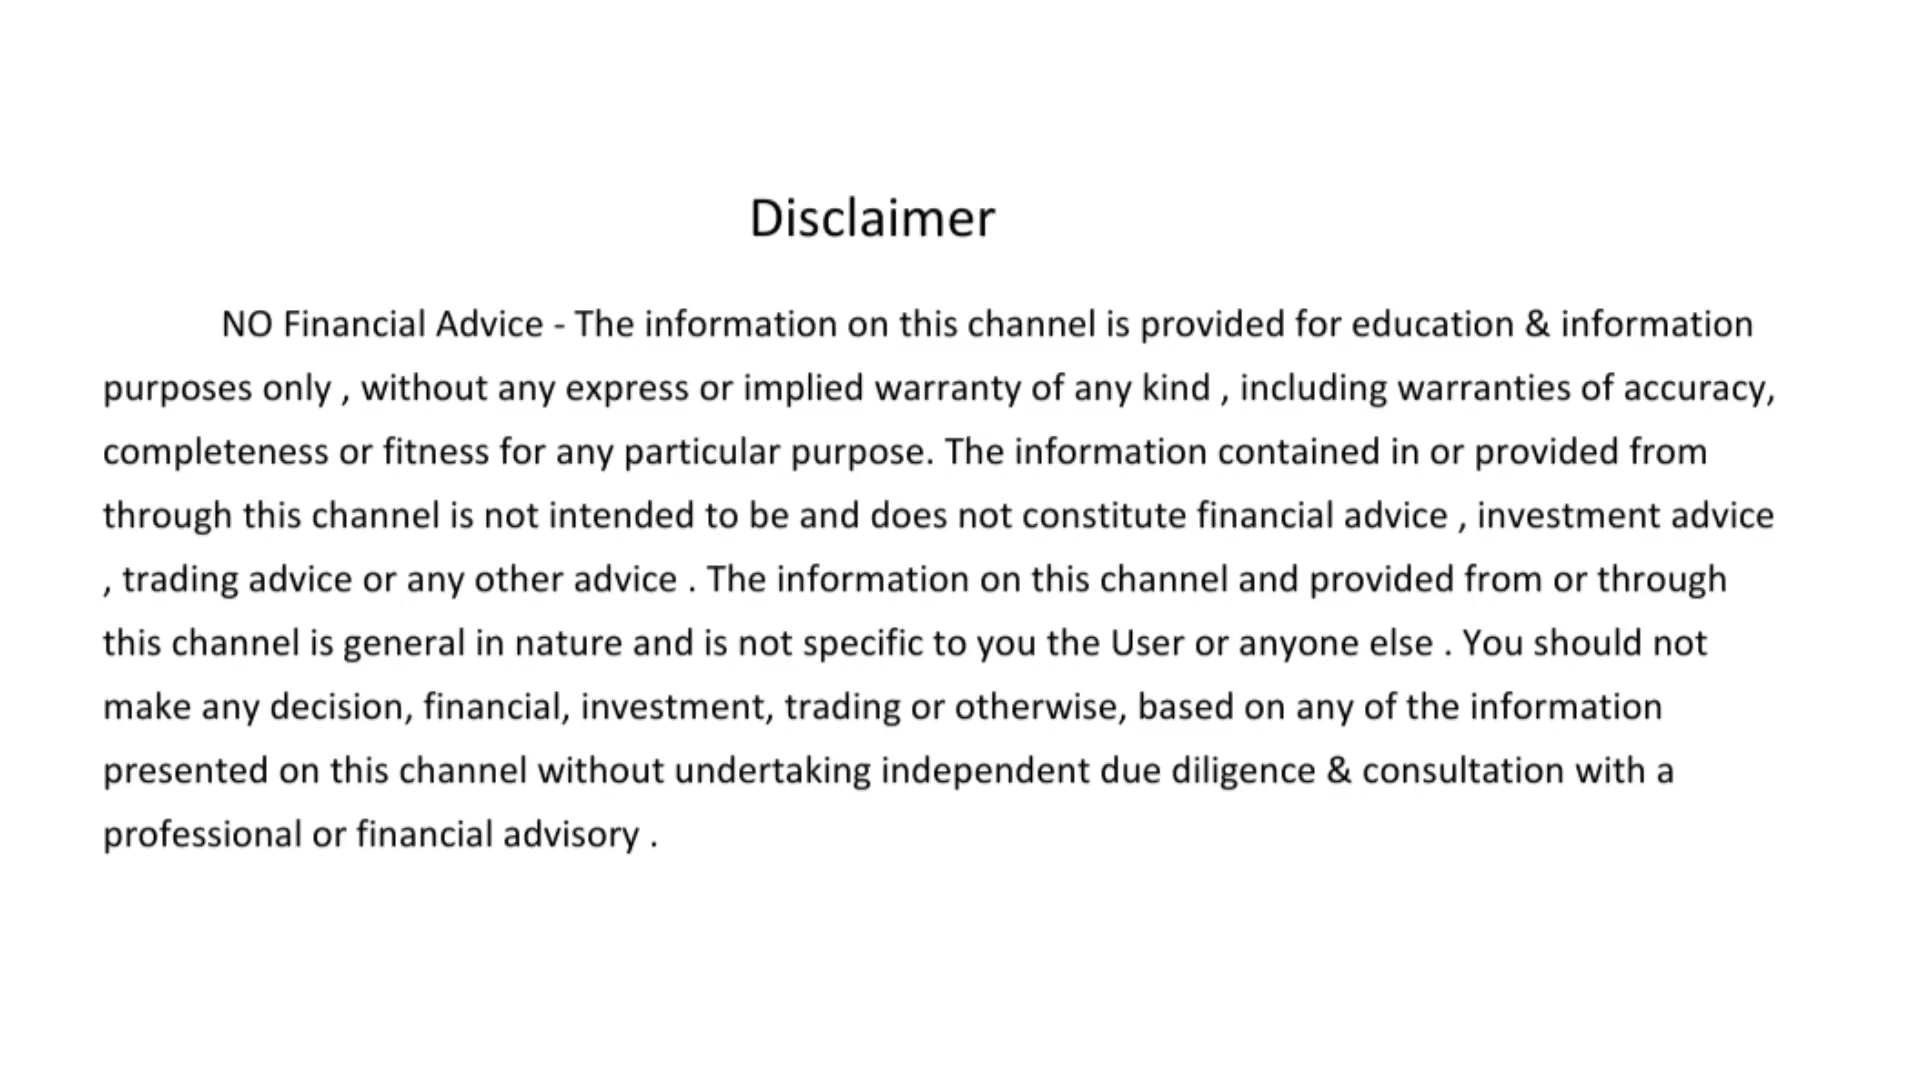 Disclaimer
NO Financial Advice - The information on this channel is provided for education & information
purposes only , without any express or implied warranty of any kind , including warranties of accuracy,
completeness or fitness for any particular purpose. The information contained in or provided from
through this channel is not intended to be and does not constitute financial advice , investment advice
, trading advice or any other advice . The information on this channel and provided from or through
this channel is general in nature and is not specific to you the User or anyone else . You should not
make any decision, financial, investment, trading or otherwise, based on any of the information
presented on this channel without undertaking independent due diligence & consultation with a
professional or financial advisory .